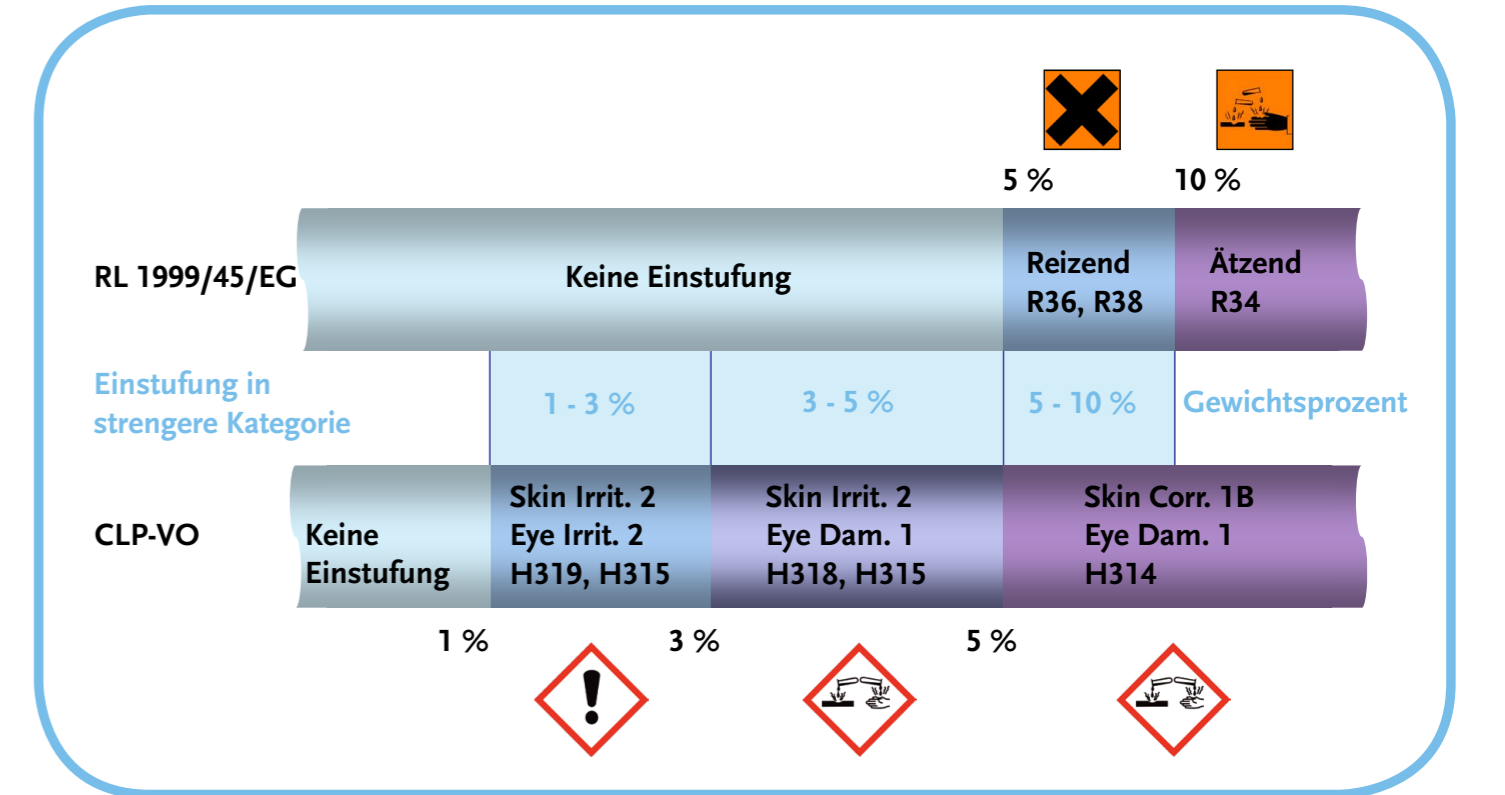 5 %
10 %
RL 1999/45/EG
Keine Einstufung
Reizend
R36, R38
Ätzend
R34
Einstufung in
strengere Kategorie
1 - 3 %
3 - 5 %
5 - 10 %
Gewichtsprozent
CLP-VO
Keine
Einstufung
Skin Irrit. 2
Eye Irrit. 2
H319, H315
Skin Irrit. 2
Eye Dam. 1
H318, H315
Skin Corr. 1B
Eye Dam. 1
H314
1 %
3 %
5 %